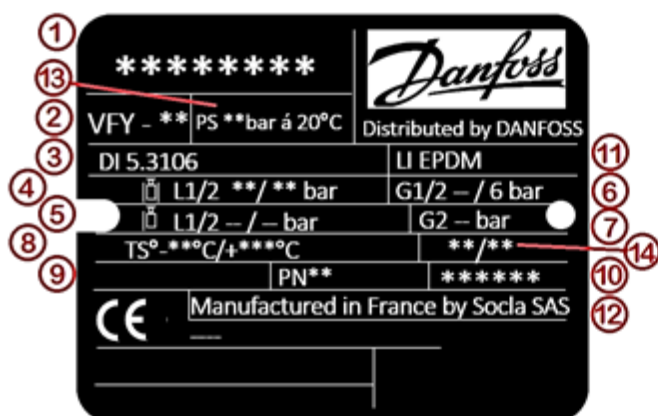 1
********
Danfoss
13
2
VFY - **
PS **bar á 20°C
Distributed by DANFOSS
3
DI 5.3106
LI EPDM
11
4
L1/2 **/** bar
G1/2 – / 6 bar
6
5
L1/2 --/-- bar
G2 -- bar
7
8
TS°-**°C/+***°C
**/**
14
9
PN**
******
10
Manufactured in France by Socla SAS
12
CE
----